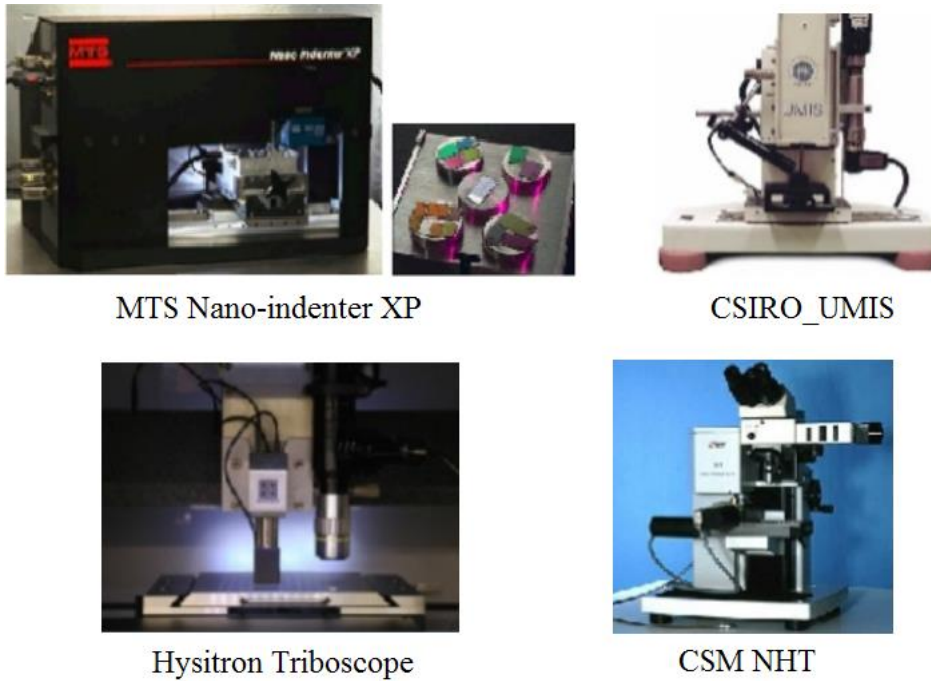 MTS
Nano Indenter XP
UMIS
MTS Nano-indenter XP
CSIRO_UMIS
Hysitron Triboscope
CSM NHT